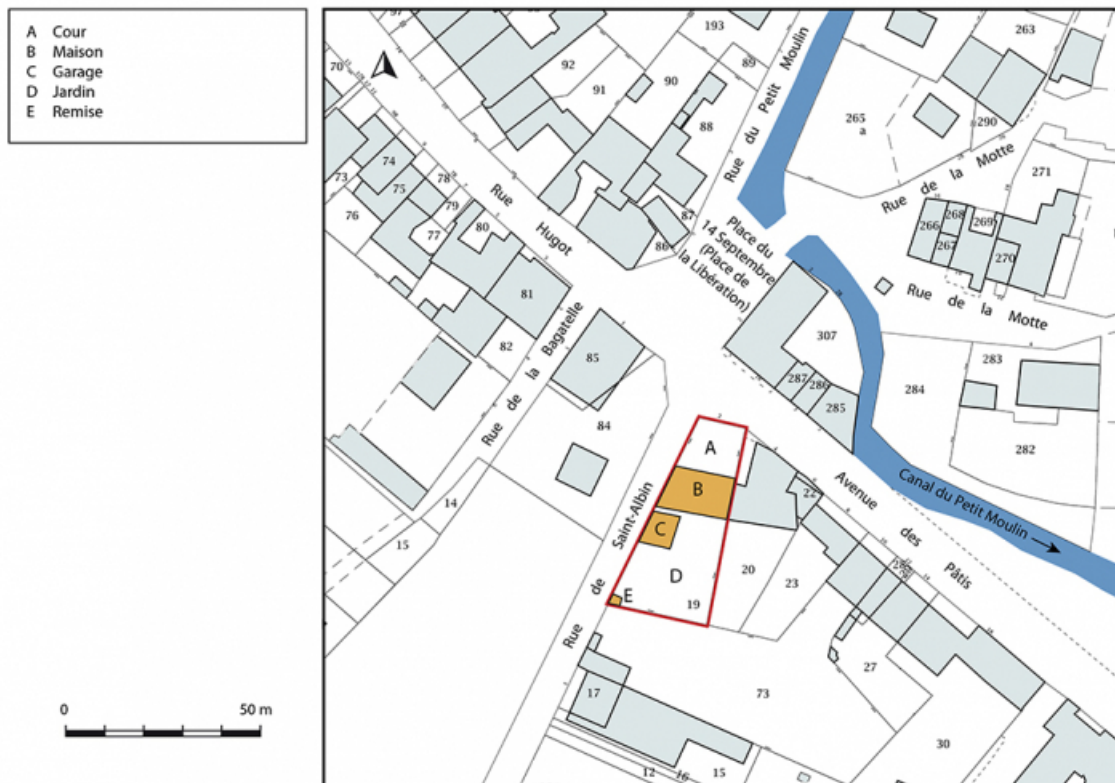 A Cour
B Maison
C Garage
D Jardin
E Remise
0 50 m
193
263
92
89
90
91
70
88
265
a
290
Rue du Petit Moulin
Rue de la Motte
271
74
73
75
78
79
76
77
80
Rue Hugot
87
86
Place du
14 Septembre
(Place de
la Libération)
266
268
269
267
270
81
Rue de la Motte
82
85
Rue de la Bagatelle
307
283
287
286
285
284
84
282
A
B
22
Avenue des Pâtis
Canal du Petit Moulin
14
15
C
Rue de Saint-Albin
D
E
19
20
23
27
73
17
30
12
16
15